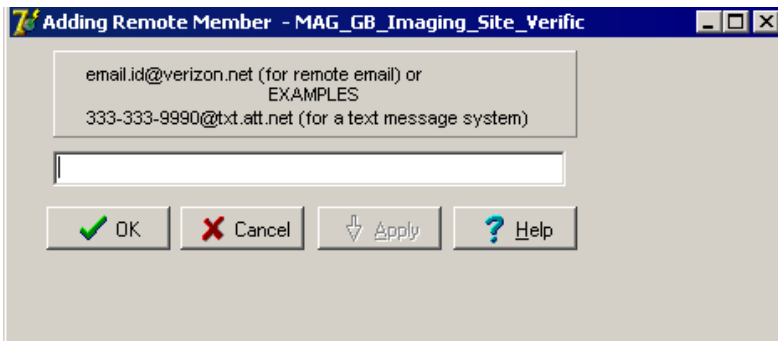 Adding Remote Member - MAG_GB_Imaging_Site_Verific
email.id@verizon.net (for remote email) or
EXAMPLES
333-333-9990@txt.att.net (for a text message system)
OK
Cancel
Apply
Help